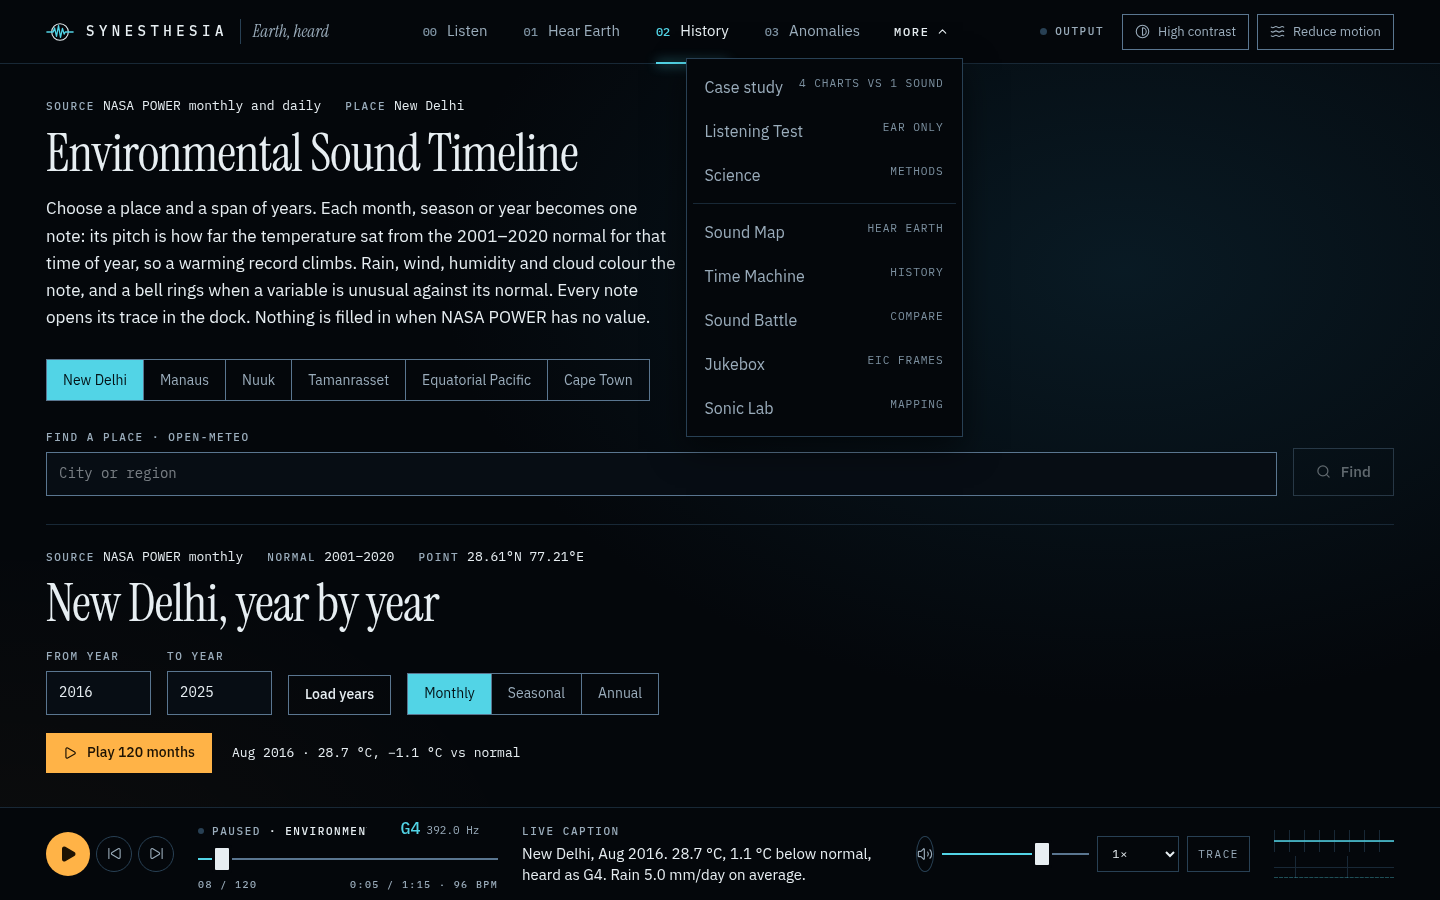 SYNESTHESIA Earth, heard 00 Listen 01 Hear Earth 02 History 03 Anomalies MORE OUTPUT High contrast Reduce motion
Case study 4 CHARTS VS 1 SOUND
Listening Test EAR ONLY
Science METHODS
Sound Map HEAR EARTH
Time Machine HISTORY
Sound Battle COMPARE
Jukebox EIC FRAMES
Sonic Lab MAPPING
SOURCE NASA POWER monthly and daily PLACE New Delhi
Environmental Sound Timeline
Choose a place and a span of years. Each month, season or year becomes one
note: its pitch is how far the temperature sat from the 2001–2020 normal for that
time of year, so a warming record climbs. Rain, wind, humidity and cloud colour the
note, and a bell rings when a variable is unusual against its normal. Every note
opens its trace in the dock. Nothing is filled in when NASA POWER has no value.
New Delhi Manaus Nuuk Tamanrasset Equatorial Pacific Cape Town
FIND A PLACE · OPEN-METEO
City or region Find
SOURCE NASA POWER monthly NORMAL 2001–2020 POINT 28.61°N 77.21°E
New Delhi, year by year
FROM YEAR TO YEAR
2016 2025 Load years Monthly Seasonal Annual
Play 120 months Aug 2016 · 28.7 °C, −1.1 °C vs normal
PAUSED · ENVIRONMEN G4 392.0 Hz
08 / 120 0:05 / 1:15 · 96 BPM
LIVE CAPTION
New Delhi, Aug 2016. 28.7 °C, 1.1 °C below normal,
heard as G4. Rain 5.0 mm/day on average.
1× TRACE